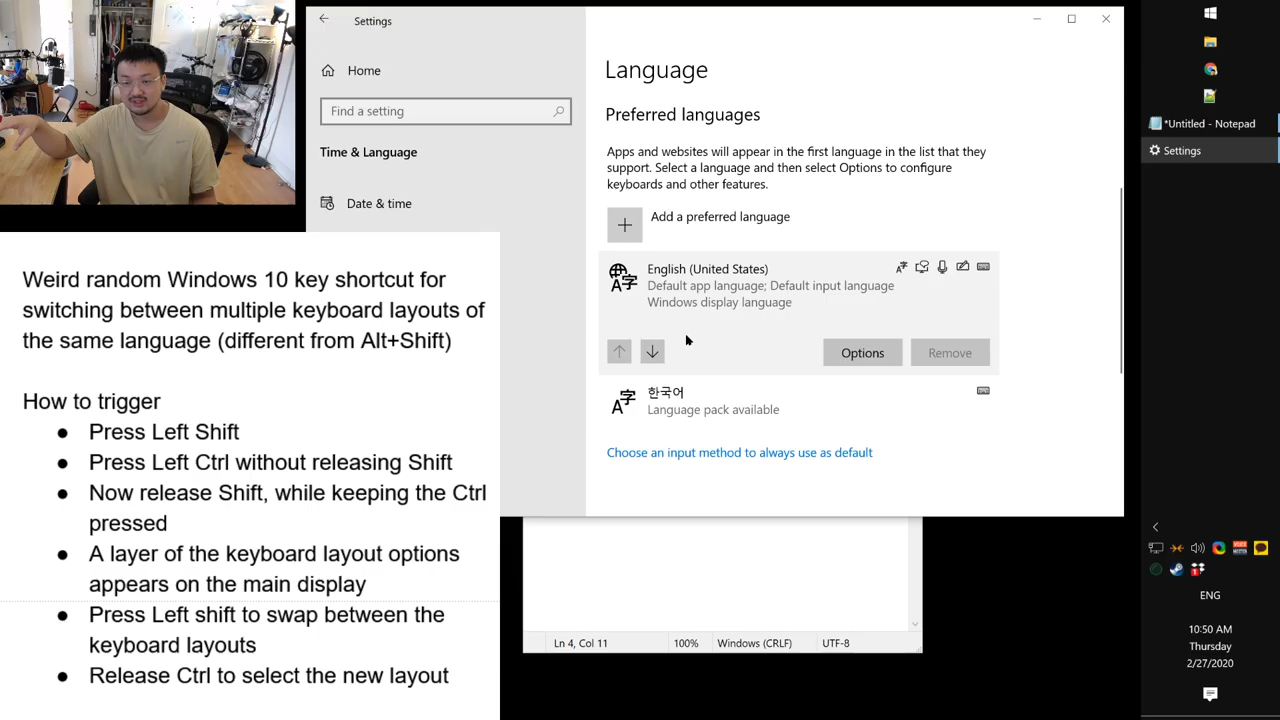 Settings
Home
Find a setting
Time & Language
Date & time
Language
Preferred languages
Apps and websites will appear in the first language in the list that they
support. Select a language and then select Options to configure
keyboards and other features.
Add a preferred language
English (United States)
Default app language; Default input language
Windows display language
Options
Remove
한국어
Language pack available
Choose an input method to always use as default
Weird random Windows 10 key shortcut for
switching between multiple keyboard layouts of
the same language (different from Alt+Shift)
How to trigger
● Press Left Shift
● Press Left Ctrl without releasing Shift
● Now release Shift, while keeping the Ctrl
pressed
● A layer of the keyboard layout options
appears on the main display
● Press Left shift to swap between the
keyboard layouts
● Release Ctrl to select the new layout
Ln 4, Col 11
100%
Windows (CRLF)
UTF-8
*Untitled - Notepad
Settings
ENG
10:50 AM
Thursday
2/27/2020